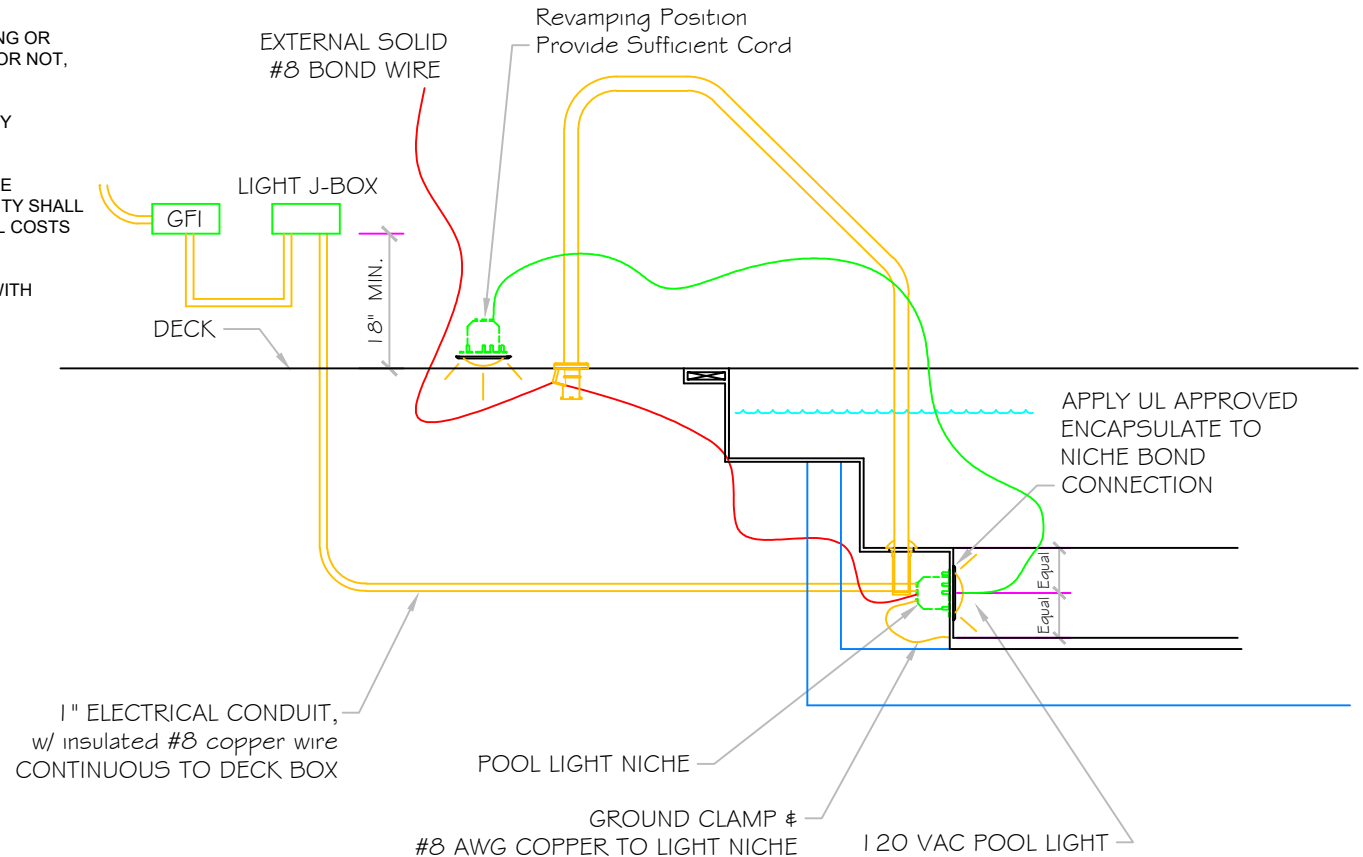 NG OR
OR NOT,
Y
E
TY SHALL
L COSTS
WITH
EXTERNAL SOLID
#8 BOND WIRE
Revamping Position
Provide Sufficient Cord
GFI
LIGHT J-BOX
18" MIN.
DECK
APPLY UL APPROVED
ENCAPSULATE TO
NICHE BOND
CONNECTION
Equal
Equal
1" ELECTRICAL CONDUIT,
w/ insulated #8 copper wire
CONTINUOUS TO DECK BOX
POOL LIGHT NICHE
GROUND CLAMP &
#8 AWG COPPER TO LIGHT NICHE
120 VAC POOL LIGHT